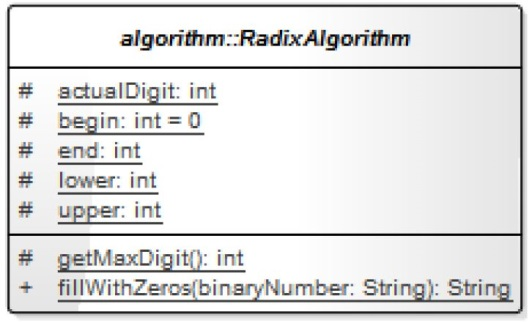 algorithm::RadixAlgorithm
# actualDigit: int
# begin: int = 0
# end: int
# lower: int
# upper: int
# getMaxDigit(): int
+ fillWithZeros(binaryNumber: String): String